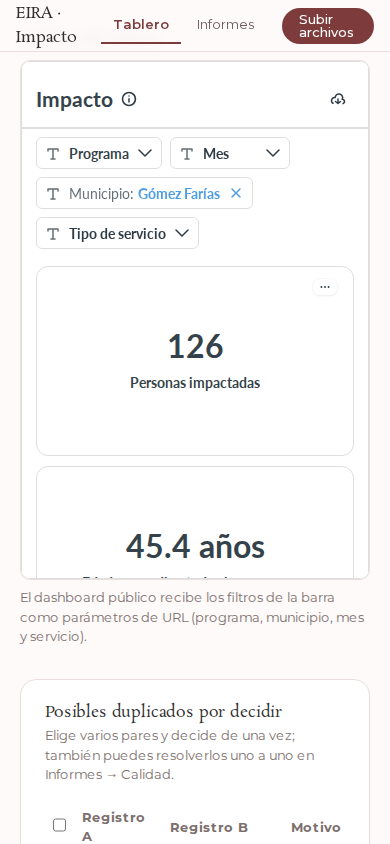 EIRA ·
Impacto
Tablero
Informes
Subir
archivos
Impacto
Programa
Mes
Municipio: Gómez Farías
Tipo de servicio
126
Personas impactadas
45.4 años
El dashboard público recibe los filtros de la barra
como parámetros de URL (programa, municipio, mes
y servicio).
Posibles duplicados por decidir
Elige varios pares y decide de una vez;
también puedes resolverlos uno a uno en
Informes → Calidad.
Registro
A
Registro B
Motivo